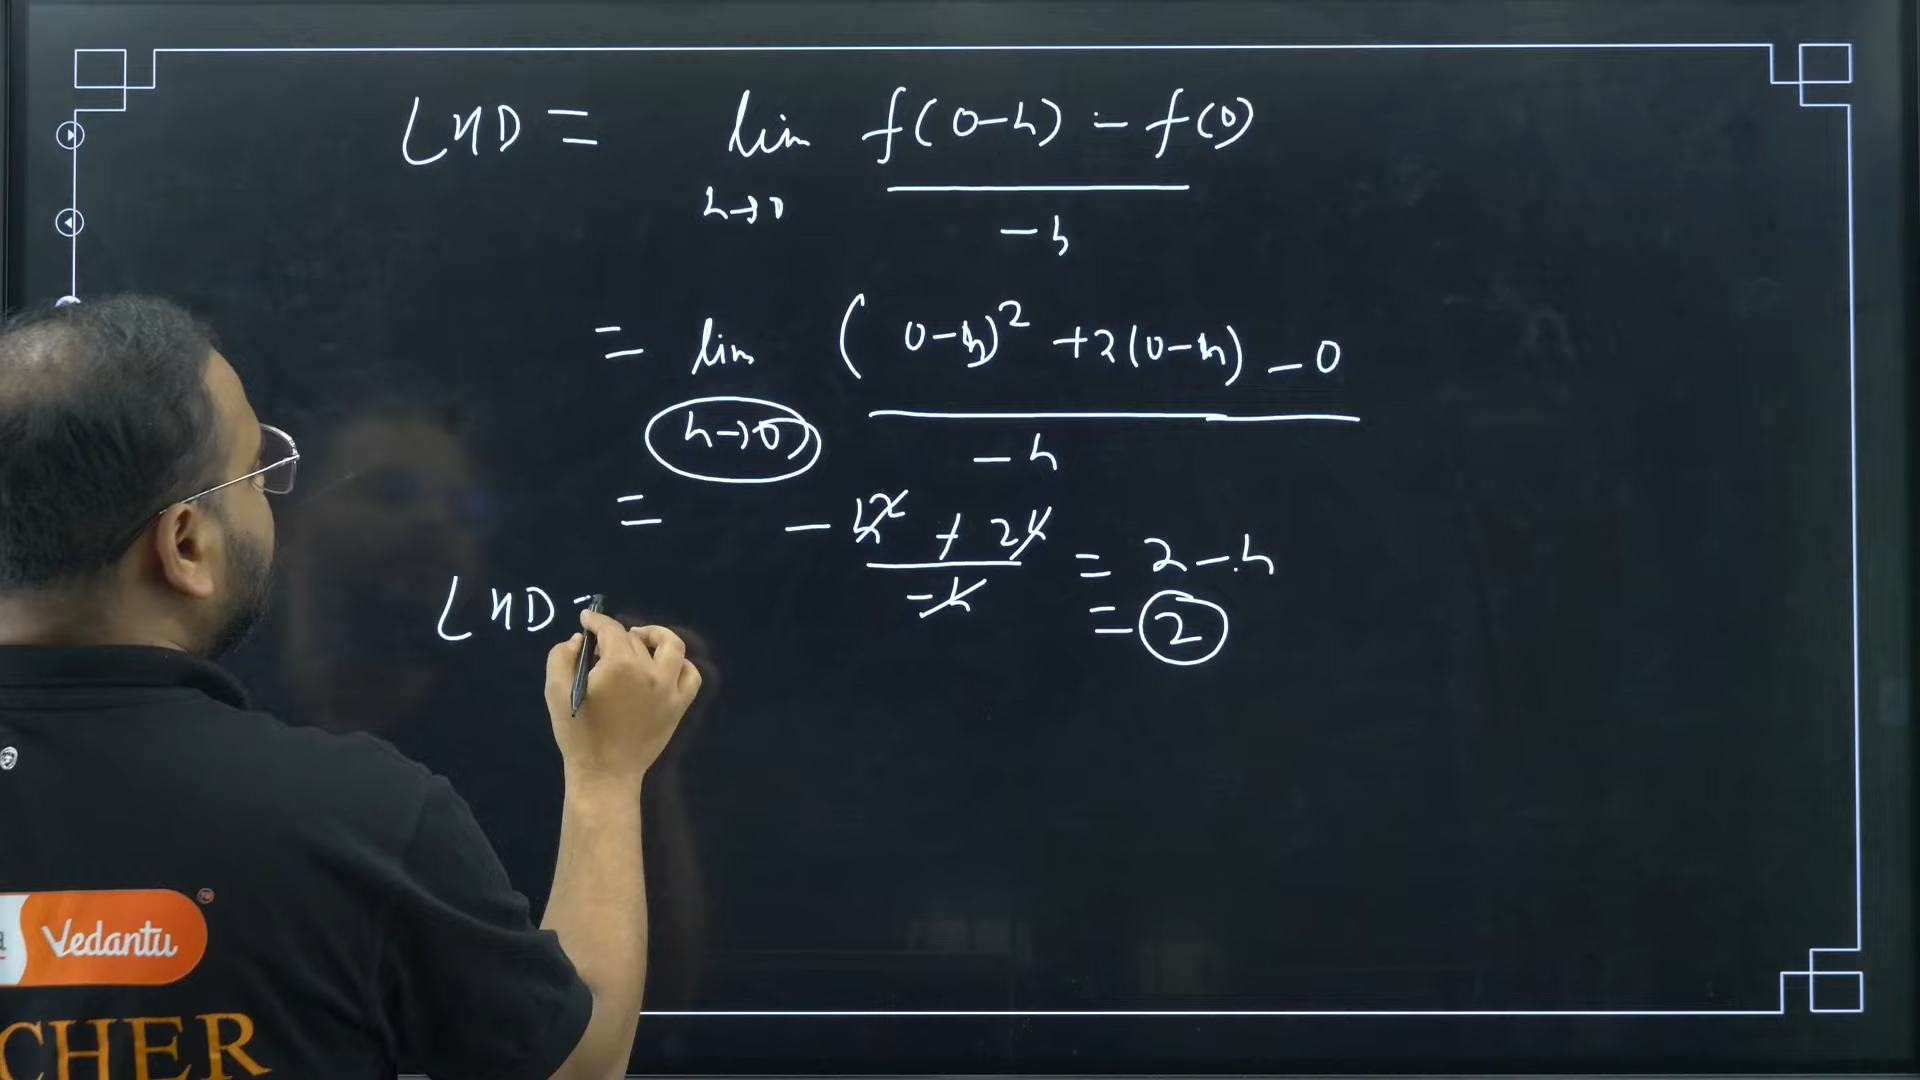 LHD = lim f(0-h) - f(0)
h→0 -h
= lim (0-h)² + 2(0-h) - 0
h→0 -h
= - h² + 2h = 2-h
-h
= 2
LHD =
Vedantu
CHER